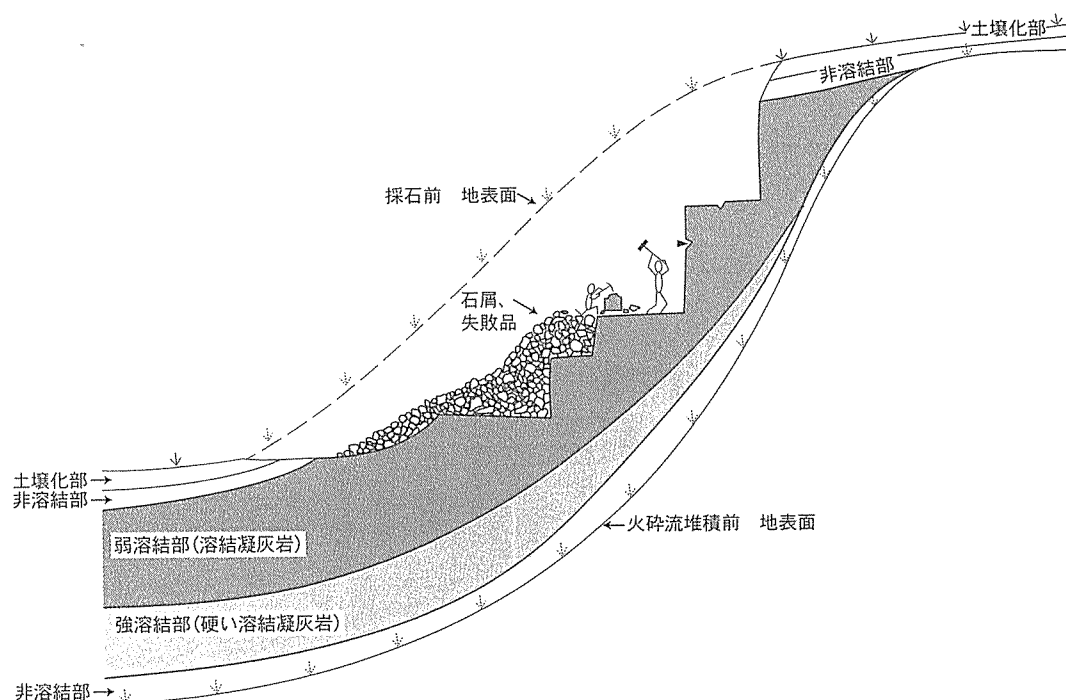 土壌化部
非溶結部
採石前　地表面
石屑、
失敗品
土壌化部
非溶結部
火砕流堆積前　地表面
弱溶結部(溶結凝灰岩)
強溶結部(硬い溶結凝灰岩)
非溶結部